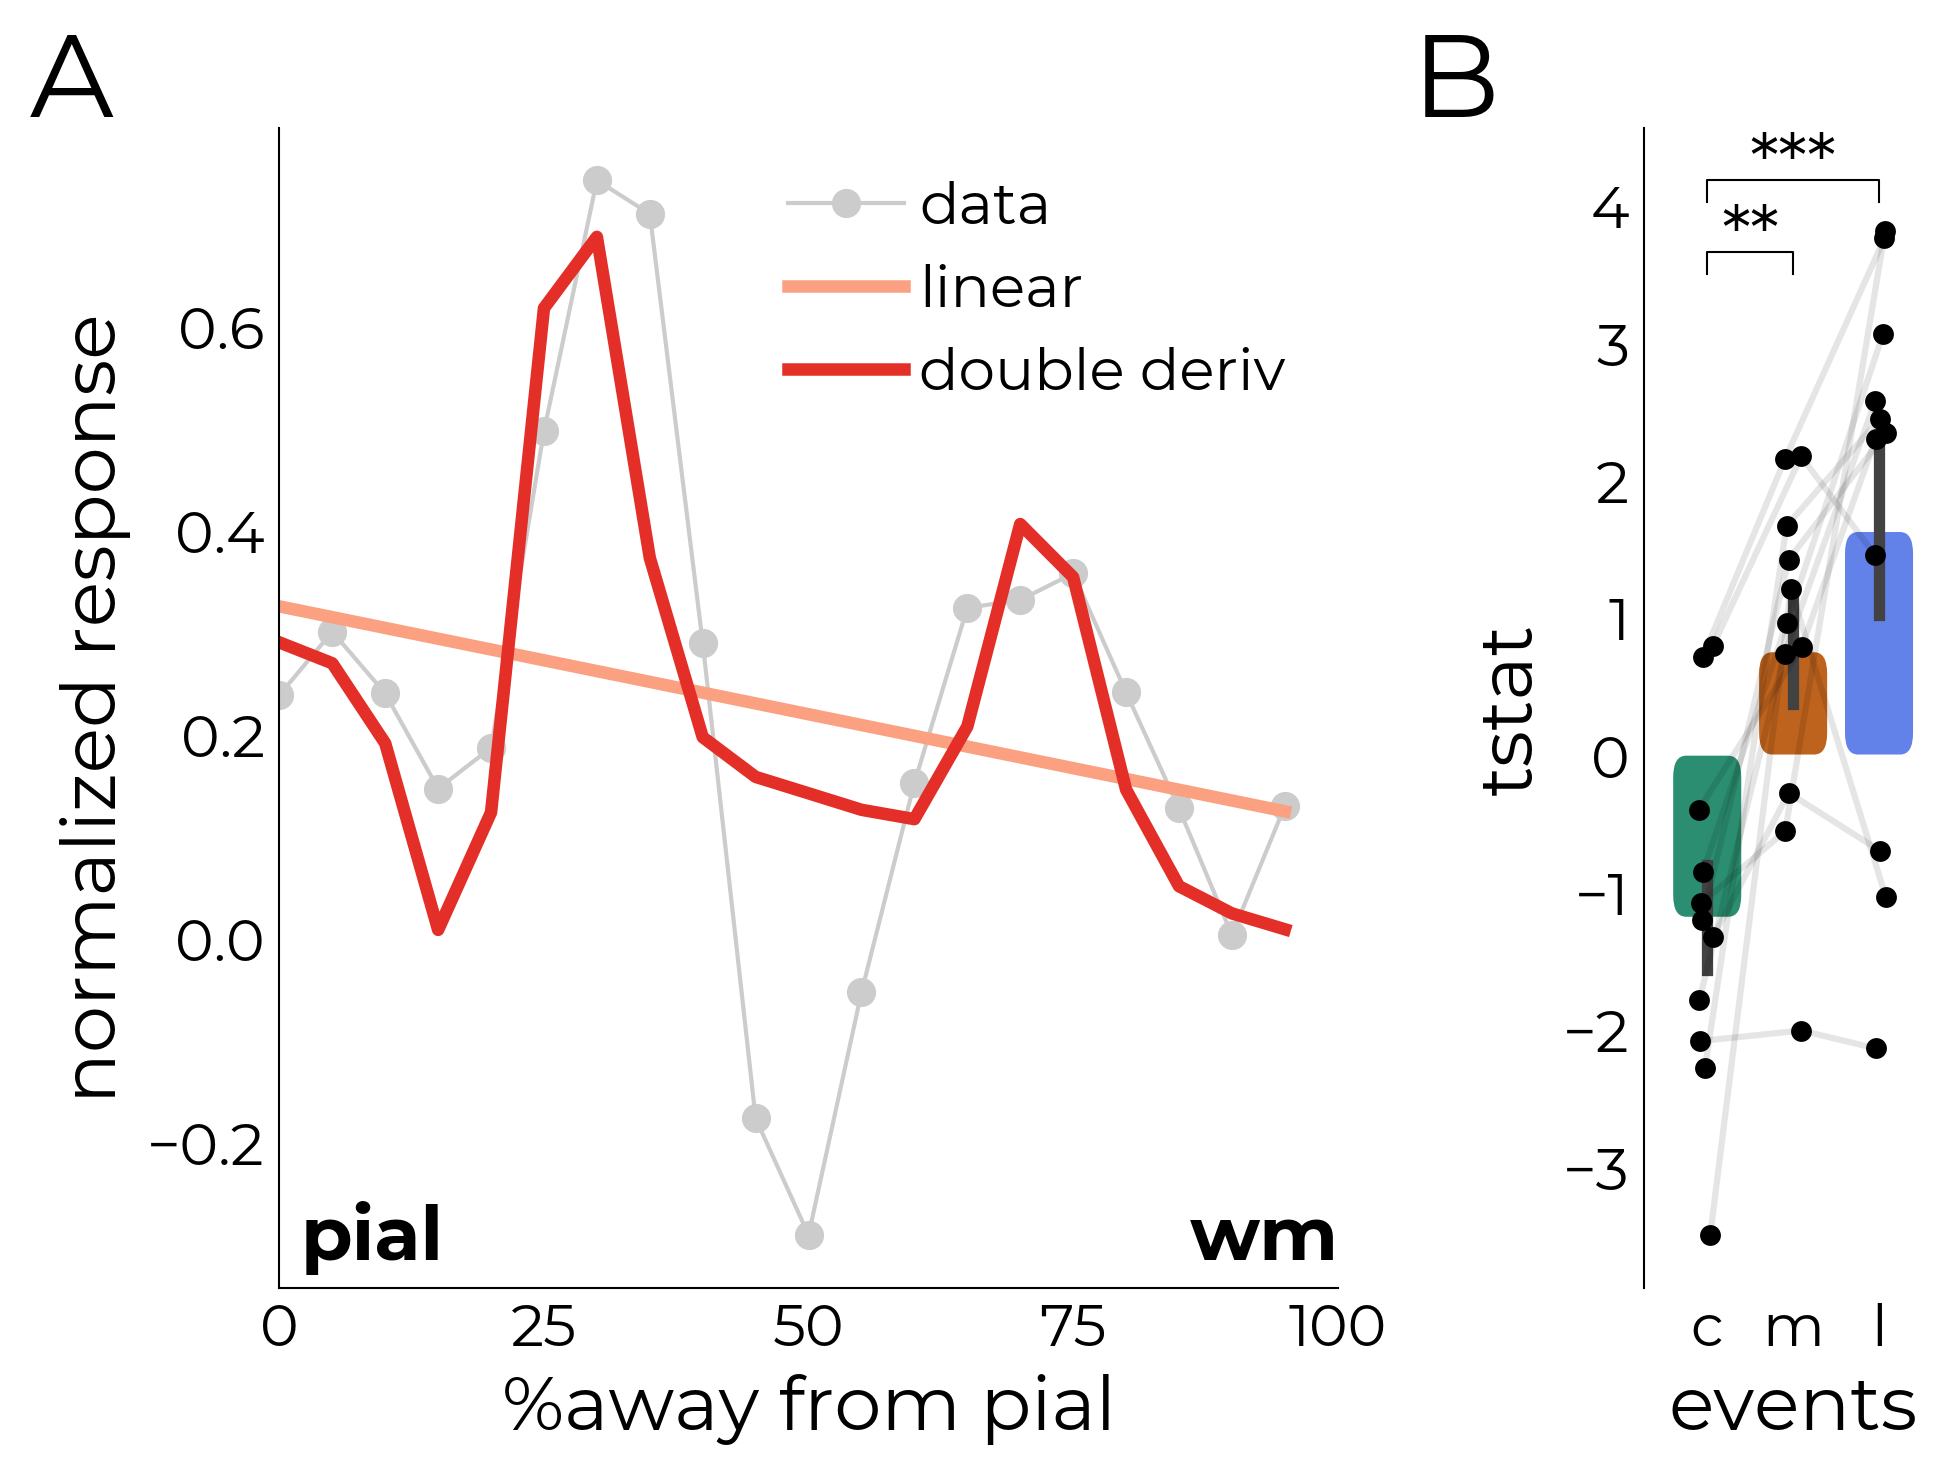 A
B
normalized response
0.6
0.4
0.2
0.0
−0.2
data
linear
double deriv
pial
wm
0
25
50
75
100
%away from pial
tstat
4
3
2
1
0
−1
−2
−3
***
**
c
m
l
events